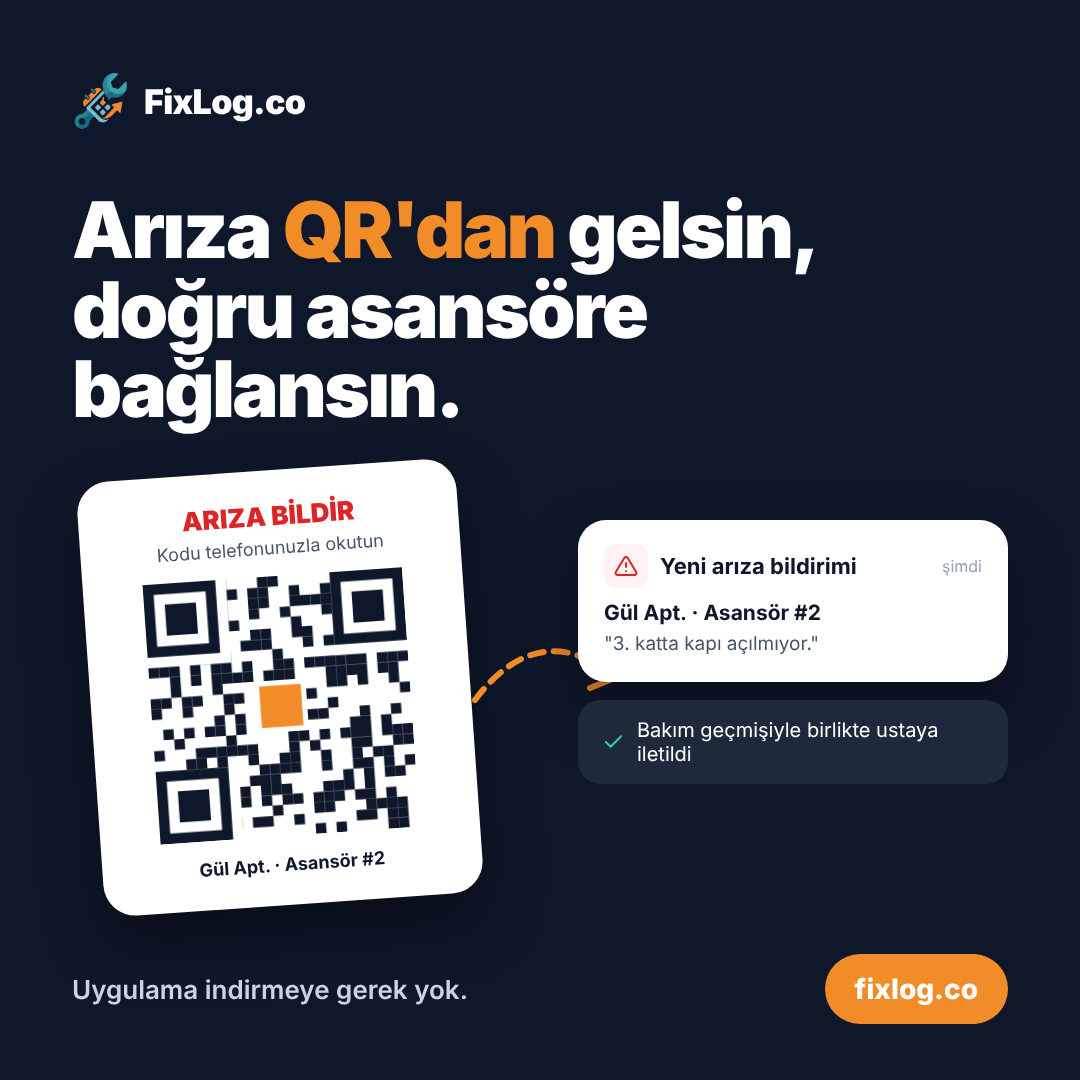 FixLog.co
Arıza QR'dan gelsin,
doğru asansöre
bağlansın.
ARIZA BİLDİR
Kodu telefonunuzla okutun
Gül Apt. · Asansör #2
Yeni arıza bildirimi
şimdi
Gül Apt. · Asansör #2
"3. katta kapı açılmıyor."
Bakım geçmişiyle birlikte ustaya
iletildi
Uygulama indirmeye gerek yok.
fixlog.co